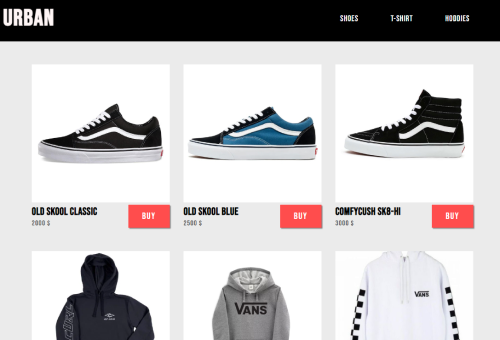 URBAN
SHOES T-SHIRT HOODIES
OLD SKOOL CLASSIC
2000 $
BUY
OLD SKOOL BLUE
2500 $
BUY
COMFYCUSH SK8-HI
3000 $
BUY
VANS
VANS